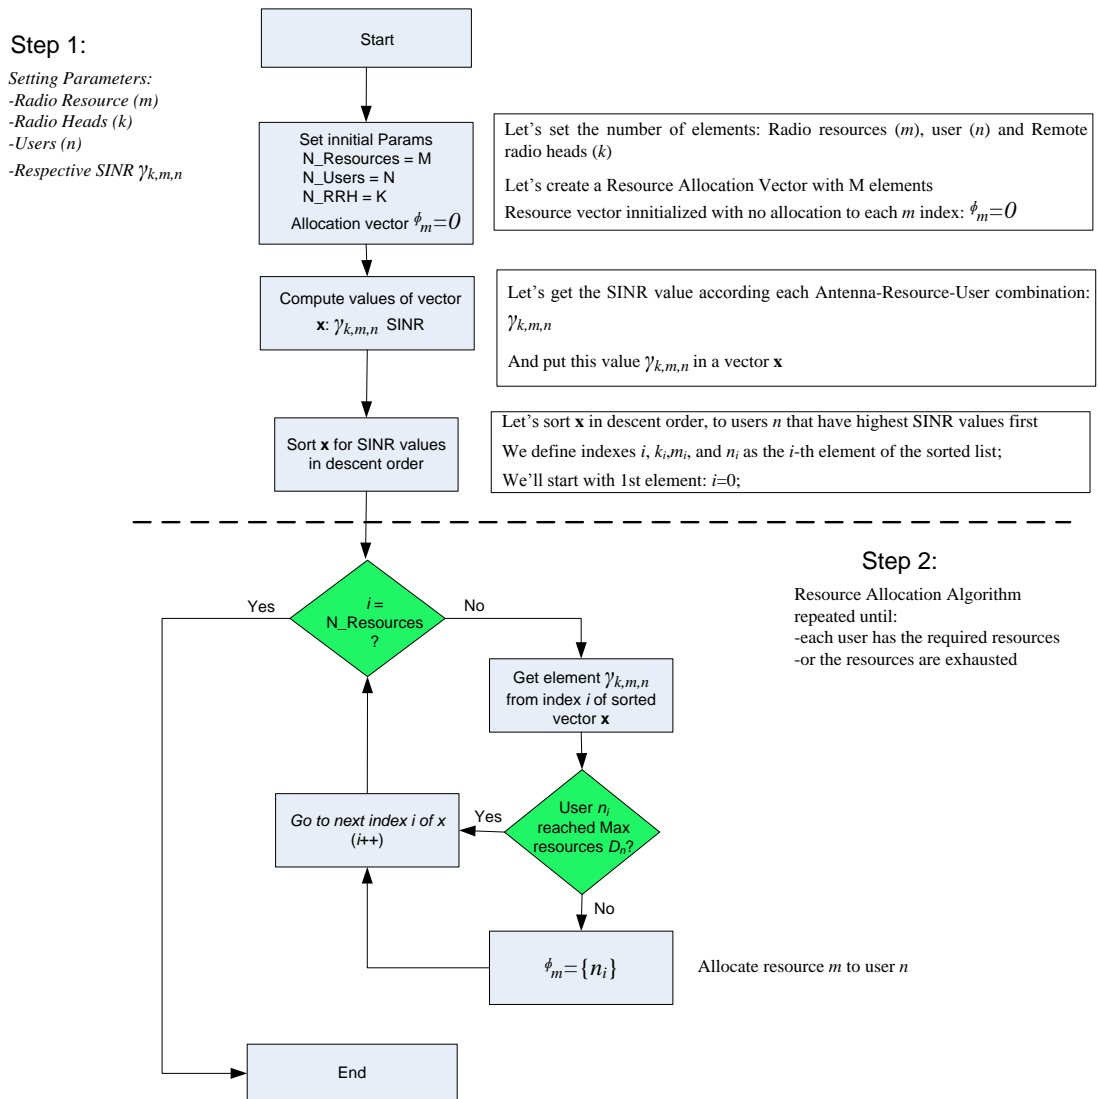 Start
Step 1:
Setting Parameters:
-Radio Resource (m)
-Radio Heads (k)
-Users (n)
-Respective SINR γk,m,n
Set innitial Params
N_Resources = M
N_Users = N
N_RRH = K
Allocation vector ϕm=0
Let's set the number of elements: Radio resources (m), user (n) and Remote
radio heads (k)
Let's create a Resource Allocation Vector with M elements
Resource vector innitialized with no allocation to each m index: ϕm=0
Compute values of vector
x: γk,m,n SINR
Let's get the SINR value according each Antenna-Resource-User combination:
γk,m,n
And put this value γk,m,n in a vector x
Sort x for SINR values
in descent order
Let's sort x in descent order, to users n that have highest SINR values first
We define indexes i, ki,mi, and ni as the i-th element of the sorted list;
We'll start with 1st element: i=0;
Step 2:
Resource Allocation Algorithm
repeated until:
-each user has the required resources
-or the resources are exhausted
Yes
i =
N_Resources
?
No
Get element γk,m,n
from index i of sorted
vector x
Go to next index i of x
(i++)
Yes
User ni
reached Max
resources Dn?
No
ϕm={ni}
Allocate resource m to user n
End